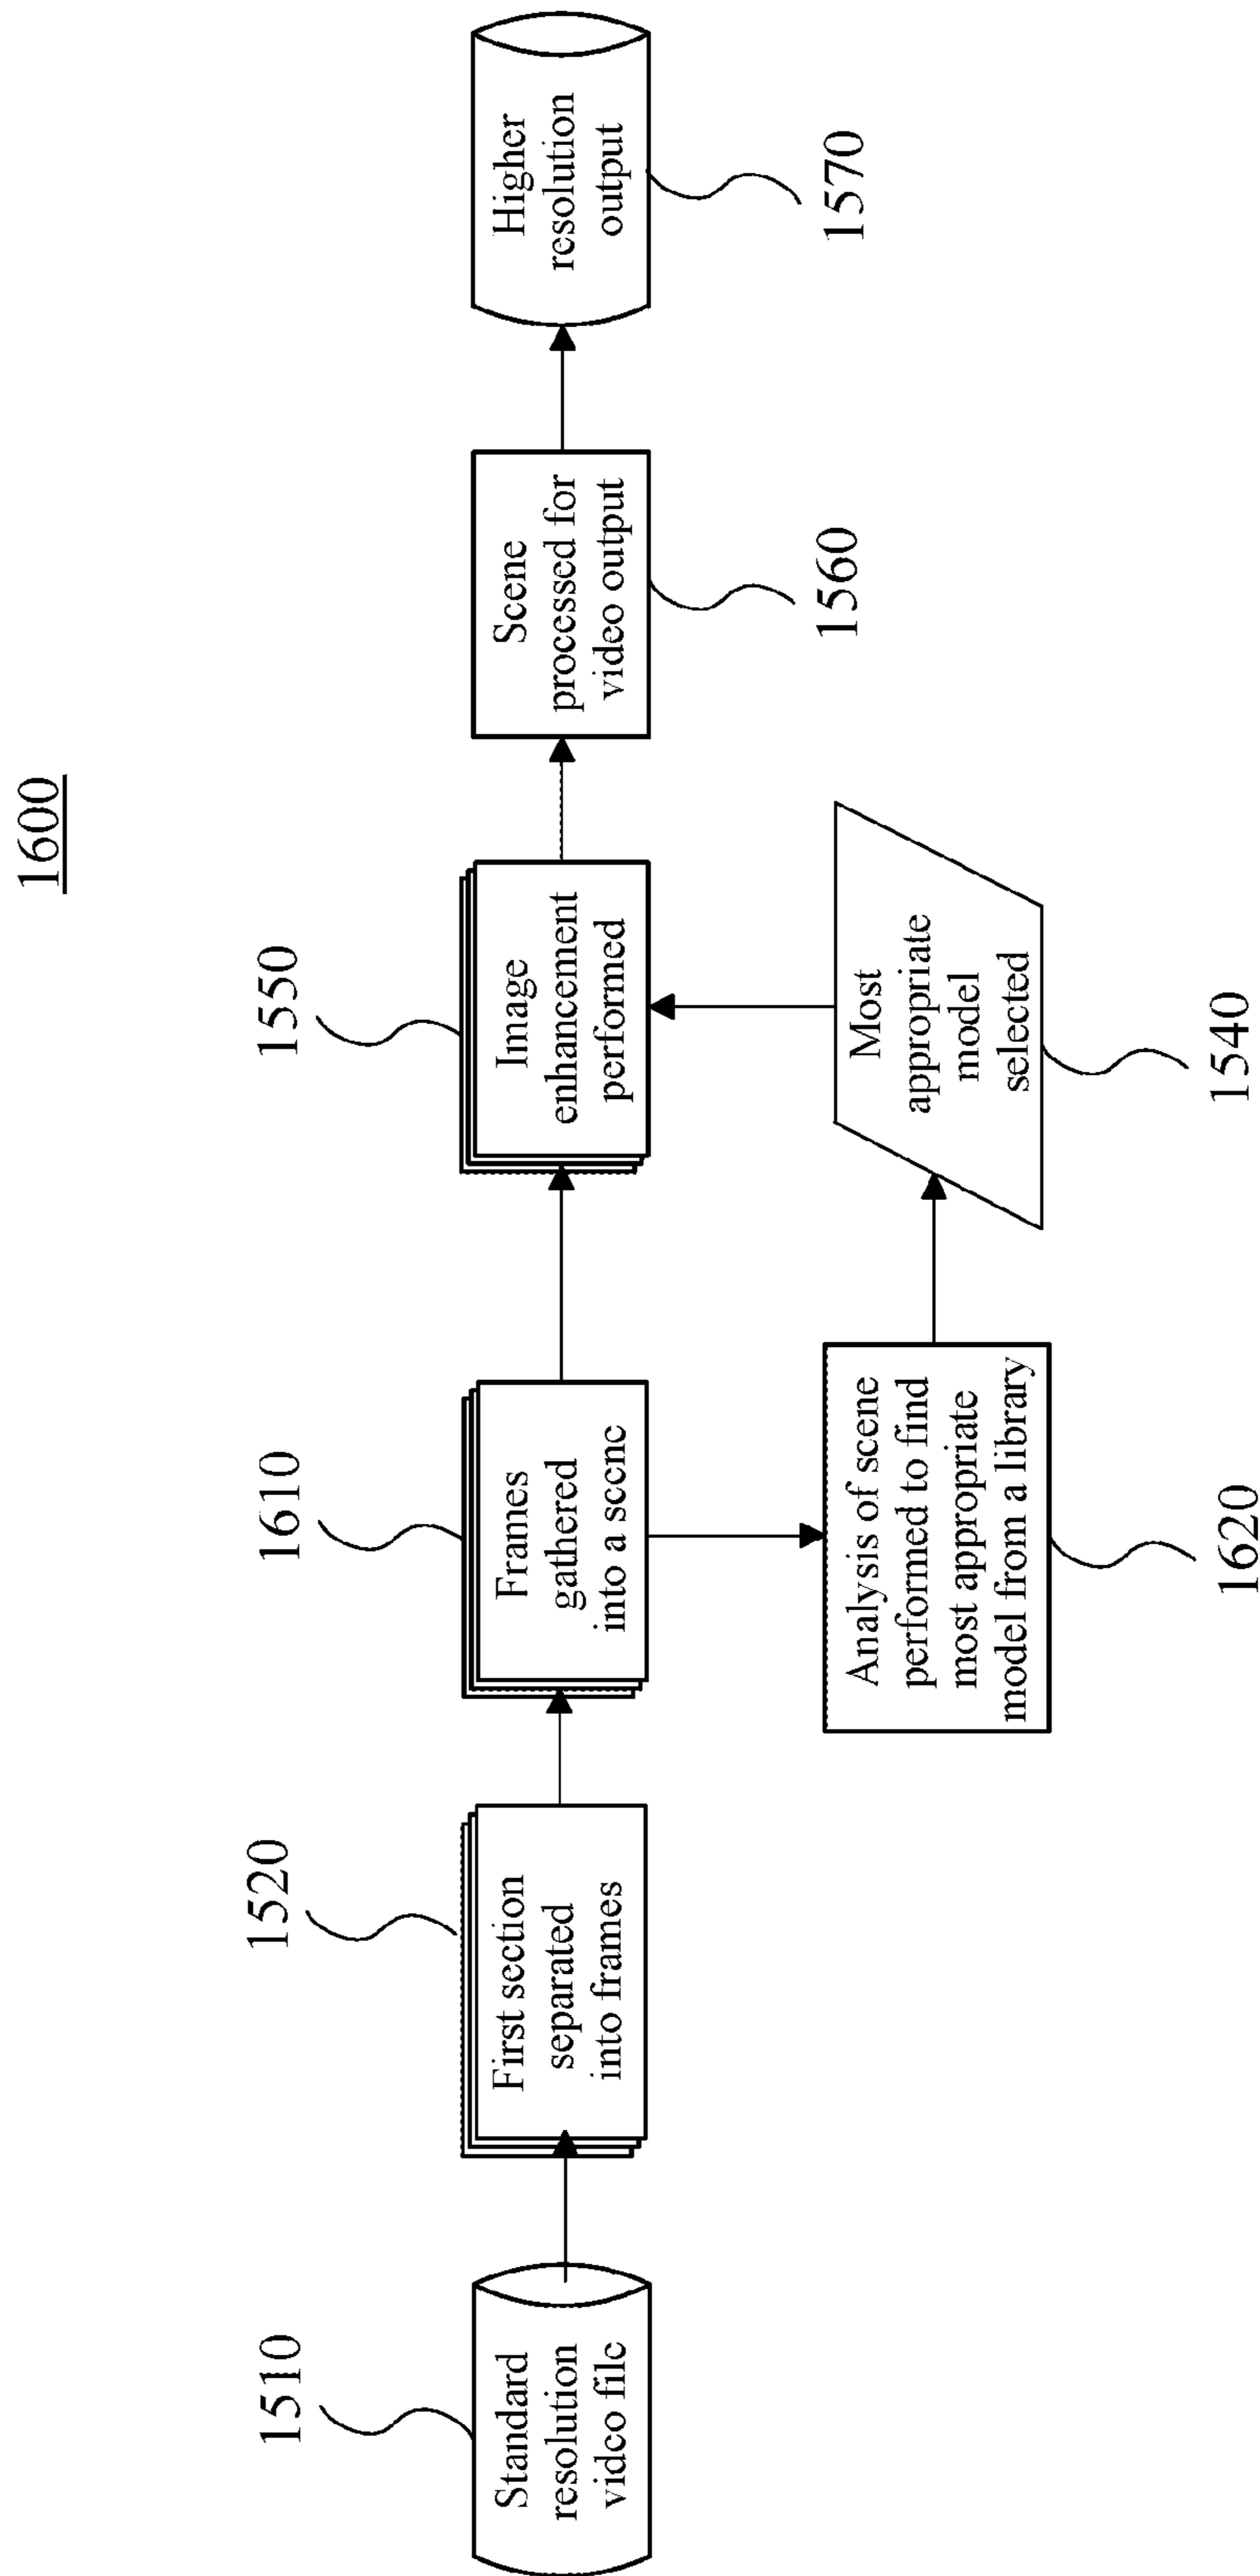 1600
1510
Standard
resolution
video file
1520
First section
separated
into frames
1610
Frames
gathered
into a scene
1550
Image
enhancement
performed
Scene
processed for
video output
1560
Higher
resolution
output
1570
Analysis of scene
performed to find
most appropriate
model from a library
1620
Most
appropriate
model
selected
1540